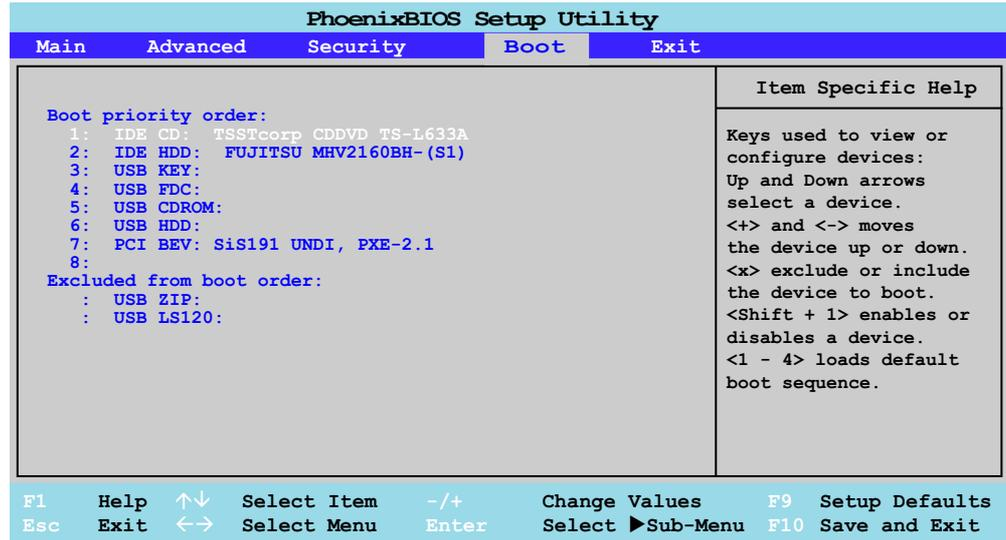 PhoenixBIOS Setup Utility
Main Advanced Security Boot Exit
Boot priority order:
1: IDE CD: TSSTcorp CDDVD TS-L633A
2: IDE HDD: FUJITSU MHV2160BH-(S1)
3: USB KEY:
4: USB FDC:
5: USB CDROM:
6: USB HDD:
7: PCI BEV: SiS191 UNDI, PXE-2.1
8:
Excluded from boot order:
: USB ZIP:
: USB LS120:
Item Specific Help
Keys used to view or
configure devices:
Up and Down arrows
select a device.
<+> and <-> moves
the device up or down.
<x> exclude or include
the device to boot.
<Shift + 1> enables or
disables a device.
<1 - 4> loads default
boot sequence.
F1 Help ↑↓ Select Item -/+ Change Values F9 Setup Defaults
Esc Exit ←→ Select Menu Enter Select ▶Sub-Menu F10 Save and Exit